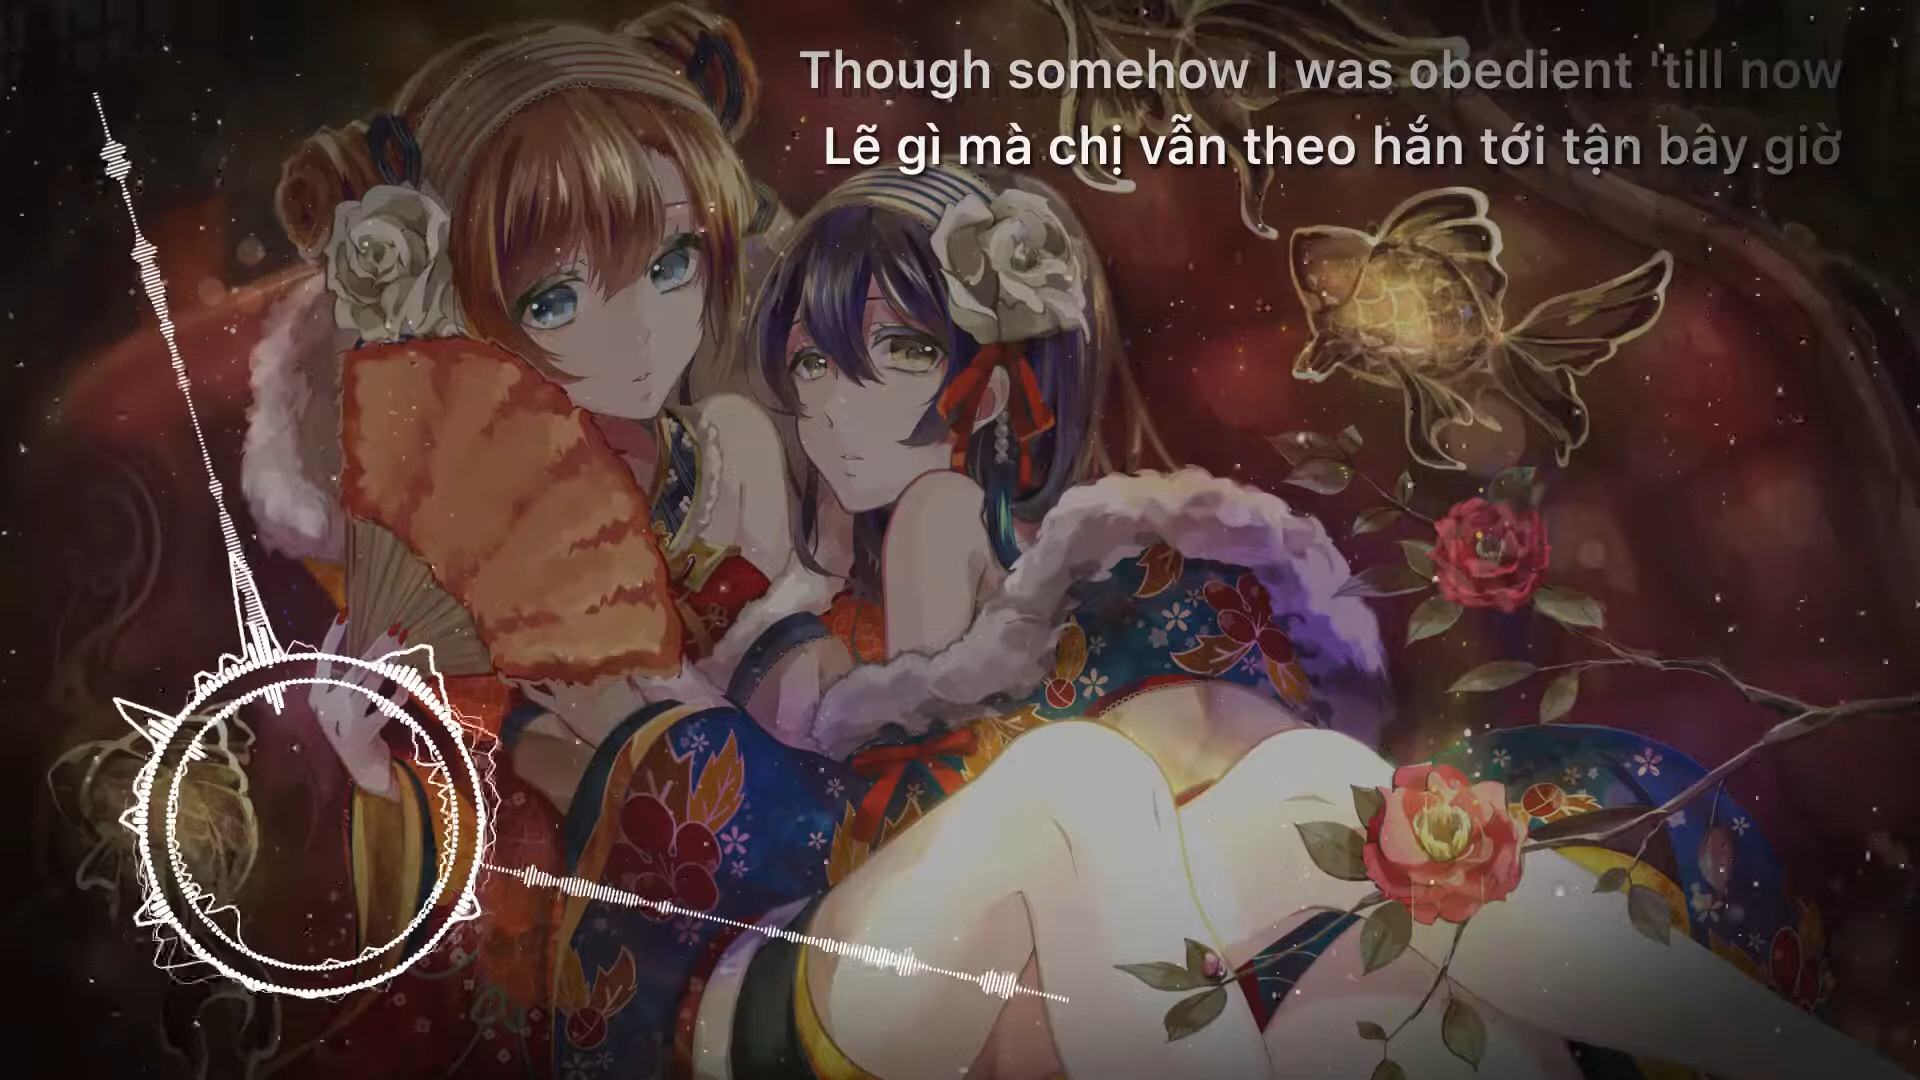 Though somehow I was obedient 'till now
Lẽ gì mà chị vẫn theo hắn tới tận bây giờ